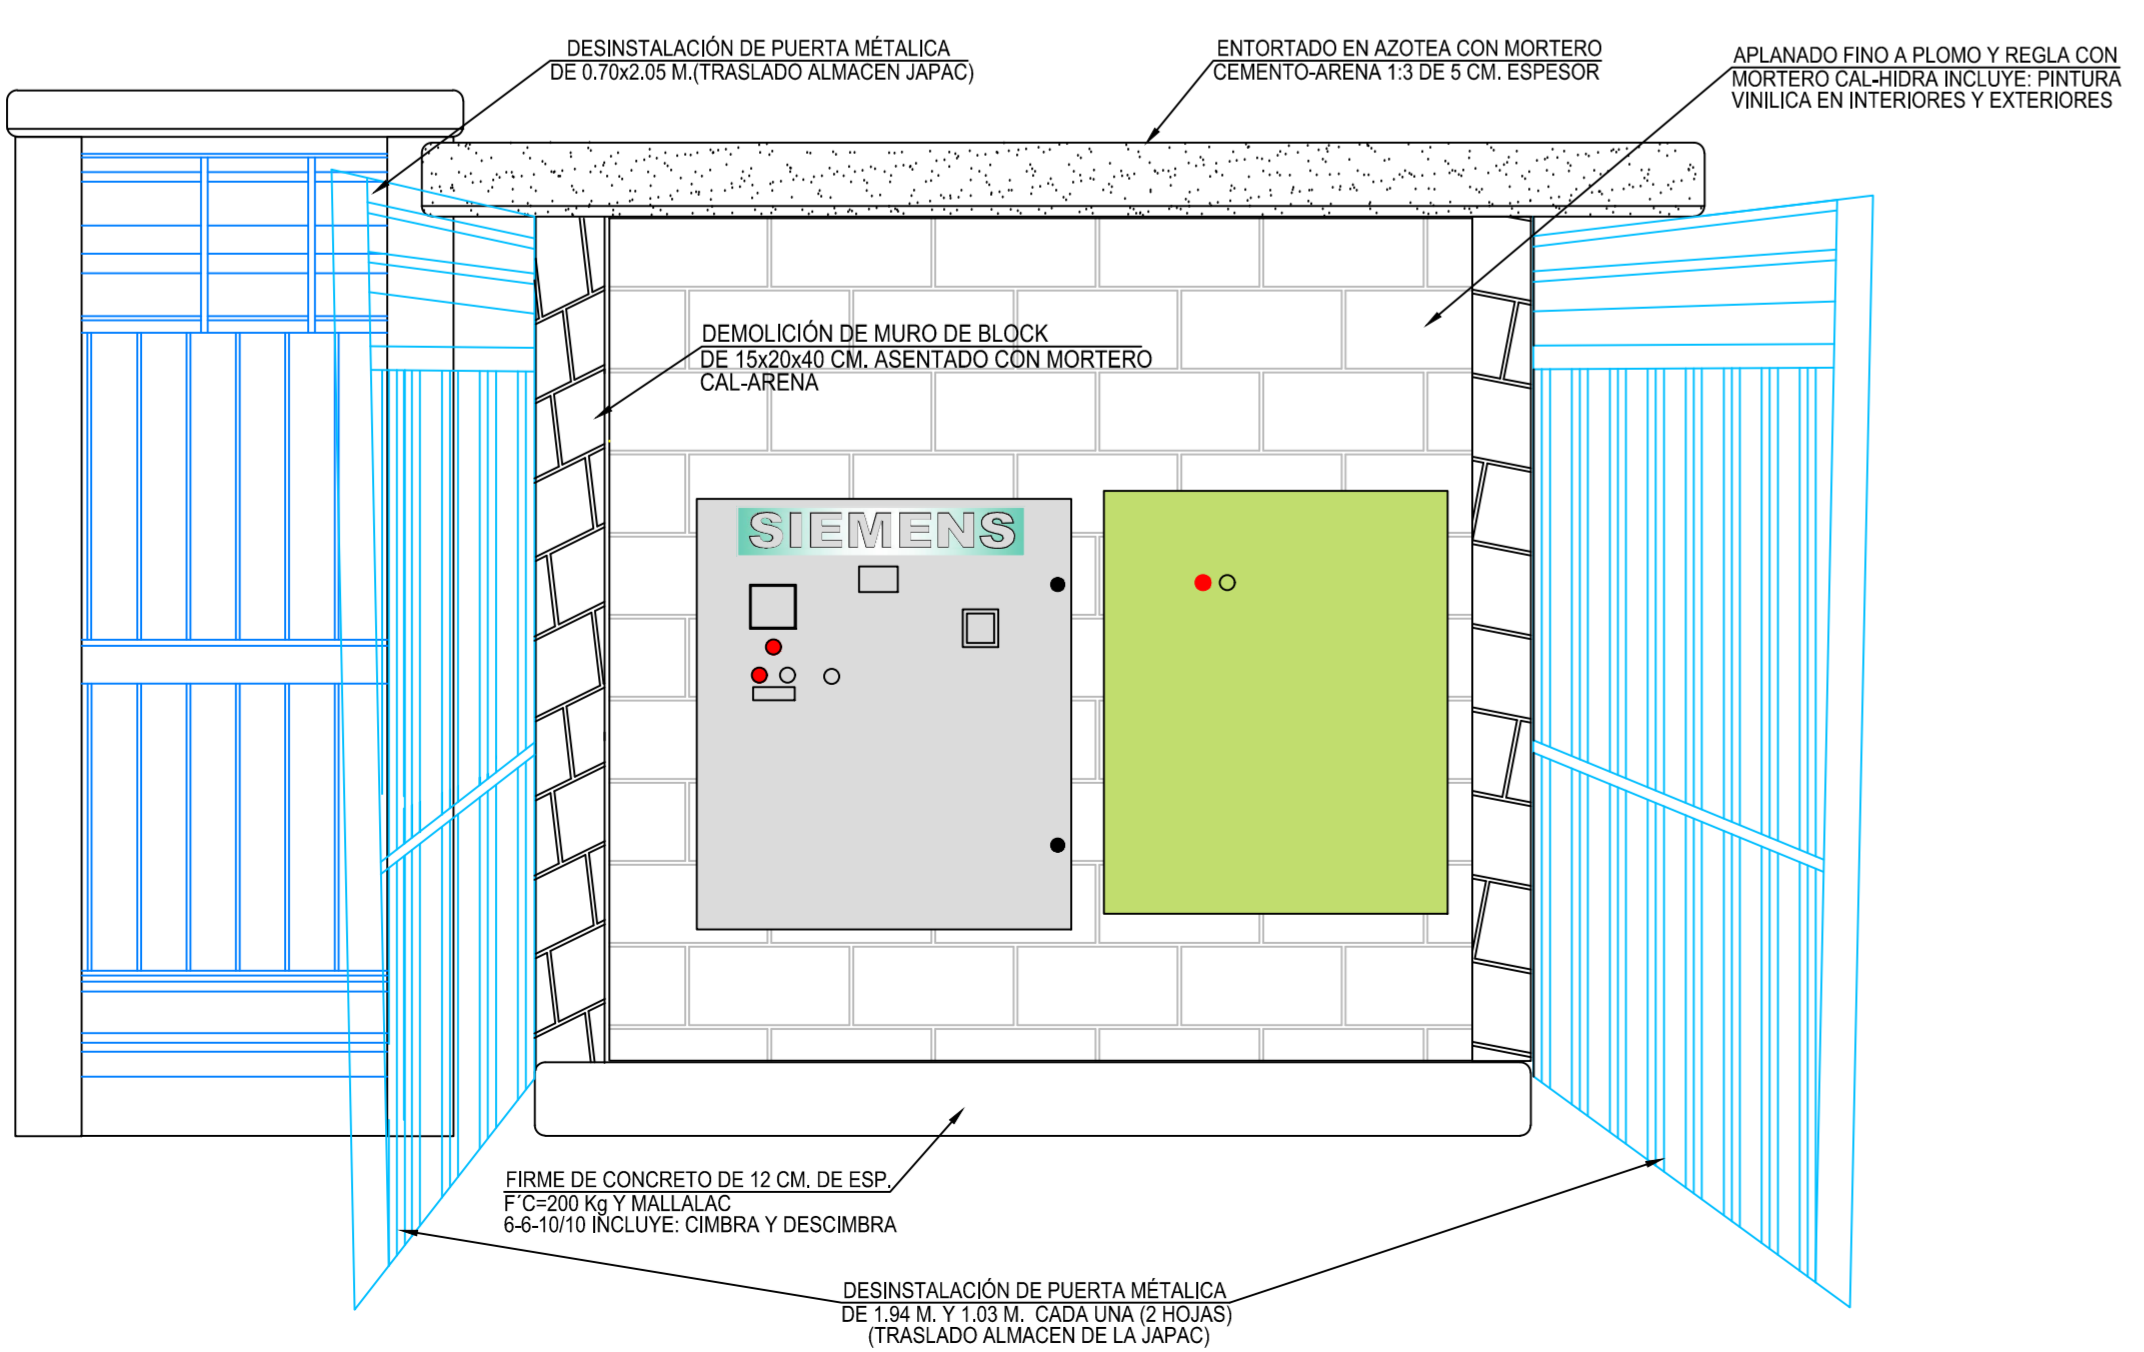 DESINSTALACIÓN DE PUERTA MÉTALICA
DE 0.70x2.05 M.(TRASLADO ALMACEN JAPAC)
ENTORTADO EN AZOTEA CON MORTERO
CEMENTO-ARENA 1:3 DE 5 CM. ESPESOR
APLANADO FINO A PLOMO Y REGLA CON
MORTERO CAL-HIDRA INCLUYE: PINTURA
VINILICA EN INTERIORES Y EXTERIORES
DEMOLICIÓN DE MURO DE BLOCK
DE 15x20x40 CM. ASENTADO CON MORTERO
CAL-ARENA
SIEMENS
FIRME DE CONCRETO DE 12 CM. DE ESP.
F´C=200 Kg Y MALLALAC
6-6-10/10 INCLUYE: CIMBRA Y DESCIMBRA
DESINSTALACIÓN DE PUERTA MÉTALICA
DE 1.94 M. Y 1.03 M. CADA UNA (2 HOJAS)
(TRASLADO ALMACEN DE LA JAPAC)